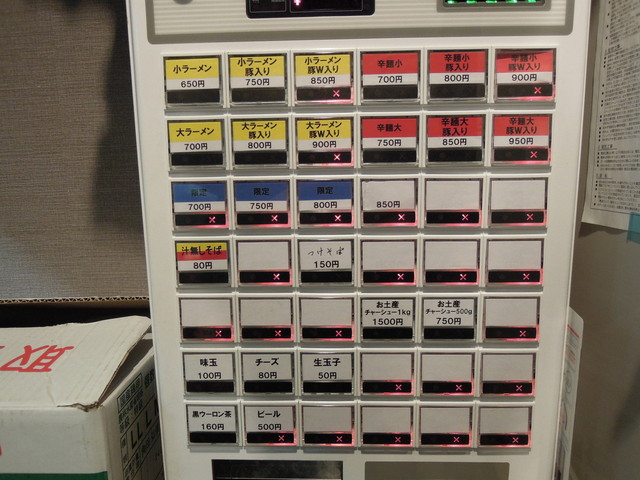 小ラーメン
650円
小ラーメン
豚入り
750円
小ラーメン
豚W入り
850円
辛麺小
700円
辛麺小
豚入り
800円
辛麺小
豚W入り
900円
大ラーメン
700円
大ラーメン
豚入り
800円
大ラーメン
豚W入り
900円
辛麺大
750円
辛麺大
豚入り
850円
辛麺大
豚W入り
950円
限定
700円
限定
750円
限定
800円
850円
汁無しそば
80円
つけそば
150円
お土産
チャーシュー1kg
1500円
お土産
チャーシュー500g
750円
味玉
100円
チーズ
80円
生玉子
50円
黒ウーロン茶
160円
ビール
500円